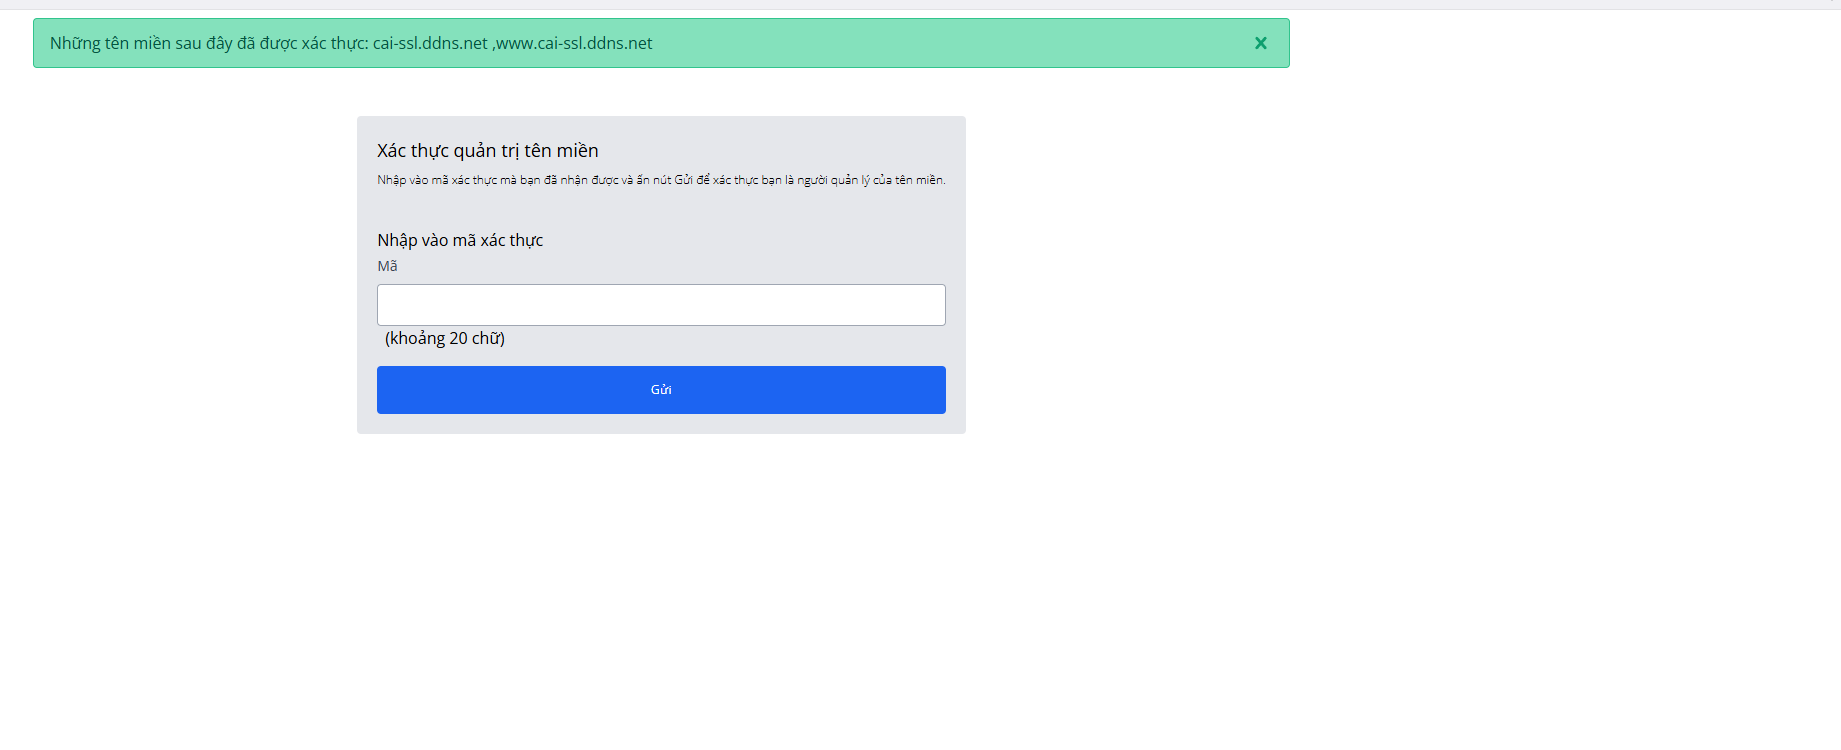 Những tên miền sau đây đã được xác thực: cai-ssl.ddns.net ,www.cai-ssl.ddns.net
Xác thực quản trị tên miền
Nhập vào mã xác thực mà bạn đã nhận được và ấn nút Gửi để xác thực bạn là người quản lý của tên miền.
Nhập vào mã xác thực
Mã
(khoảng 20 chữ)
Gửi